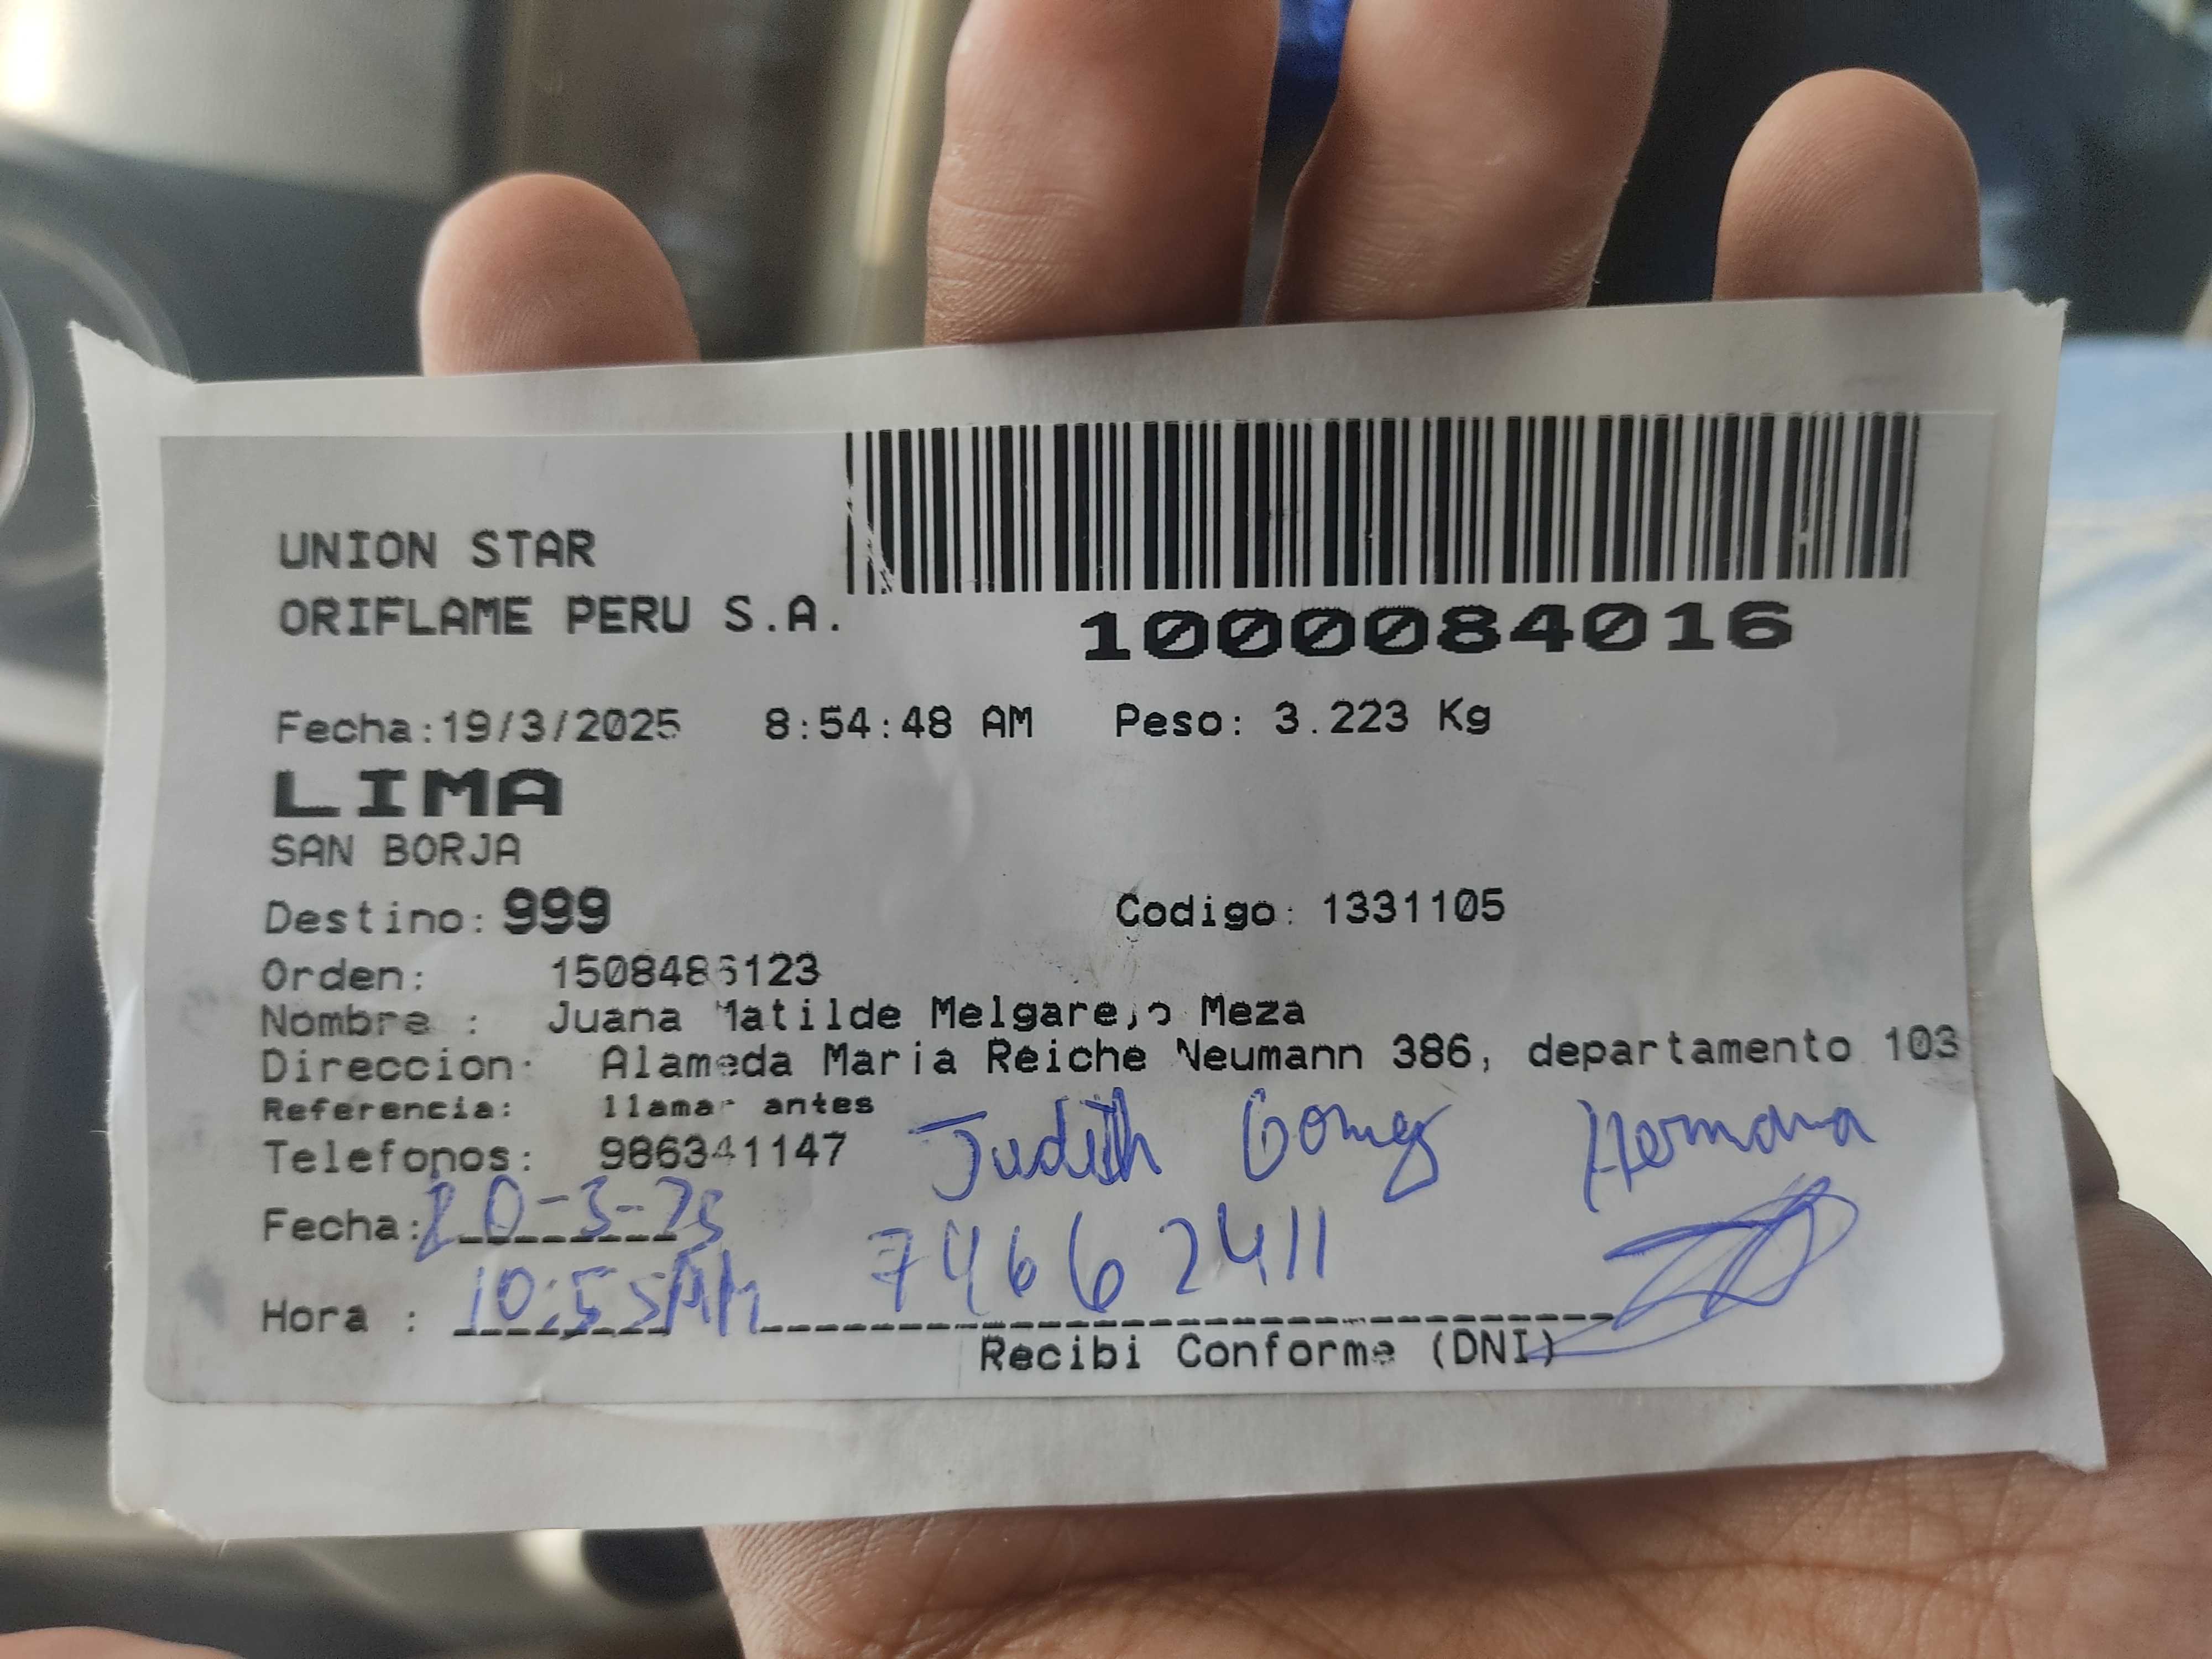 UNION STAR
ORIFLAME PERU S.A.
1000084016
Fecha:19/3/2025 8:54:48 AM Peso: 3.223 Kg
LIMA
SAN BORJA
Destino: 999 Codigo: 1331105
Orden: 1508486123
Nombre : Juana Matilde Melgarejo Meza
Direccion: Alameda Maria Reiche Neumann 386, departamento 103
Referencia: llamar antes
Telefonos: 986341147 Judith Gomez Hermana
Fecha: 20-3-25
Hora : 10:55AM 74662411
Recibi Conforme (DNI)